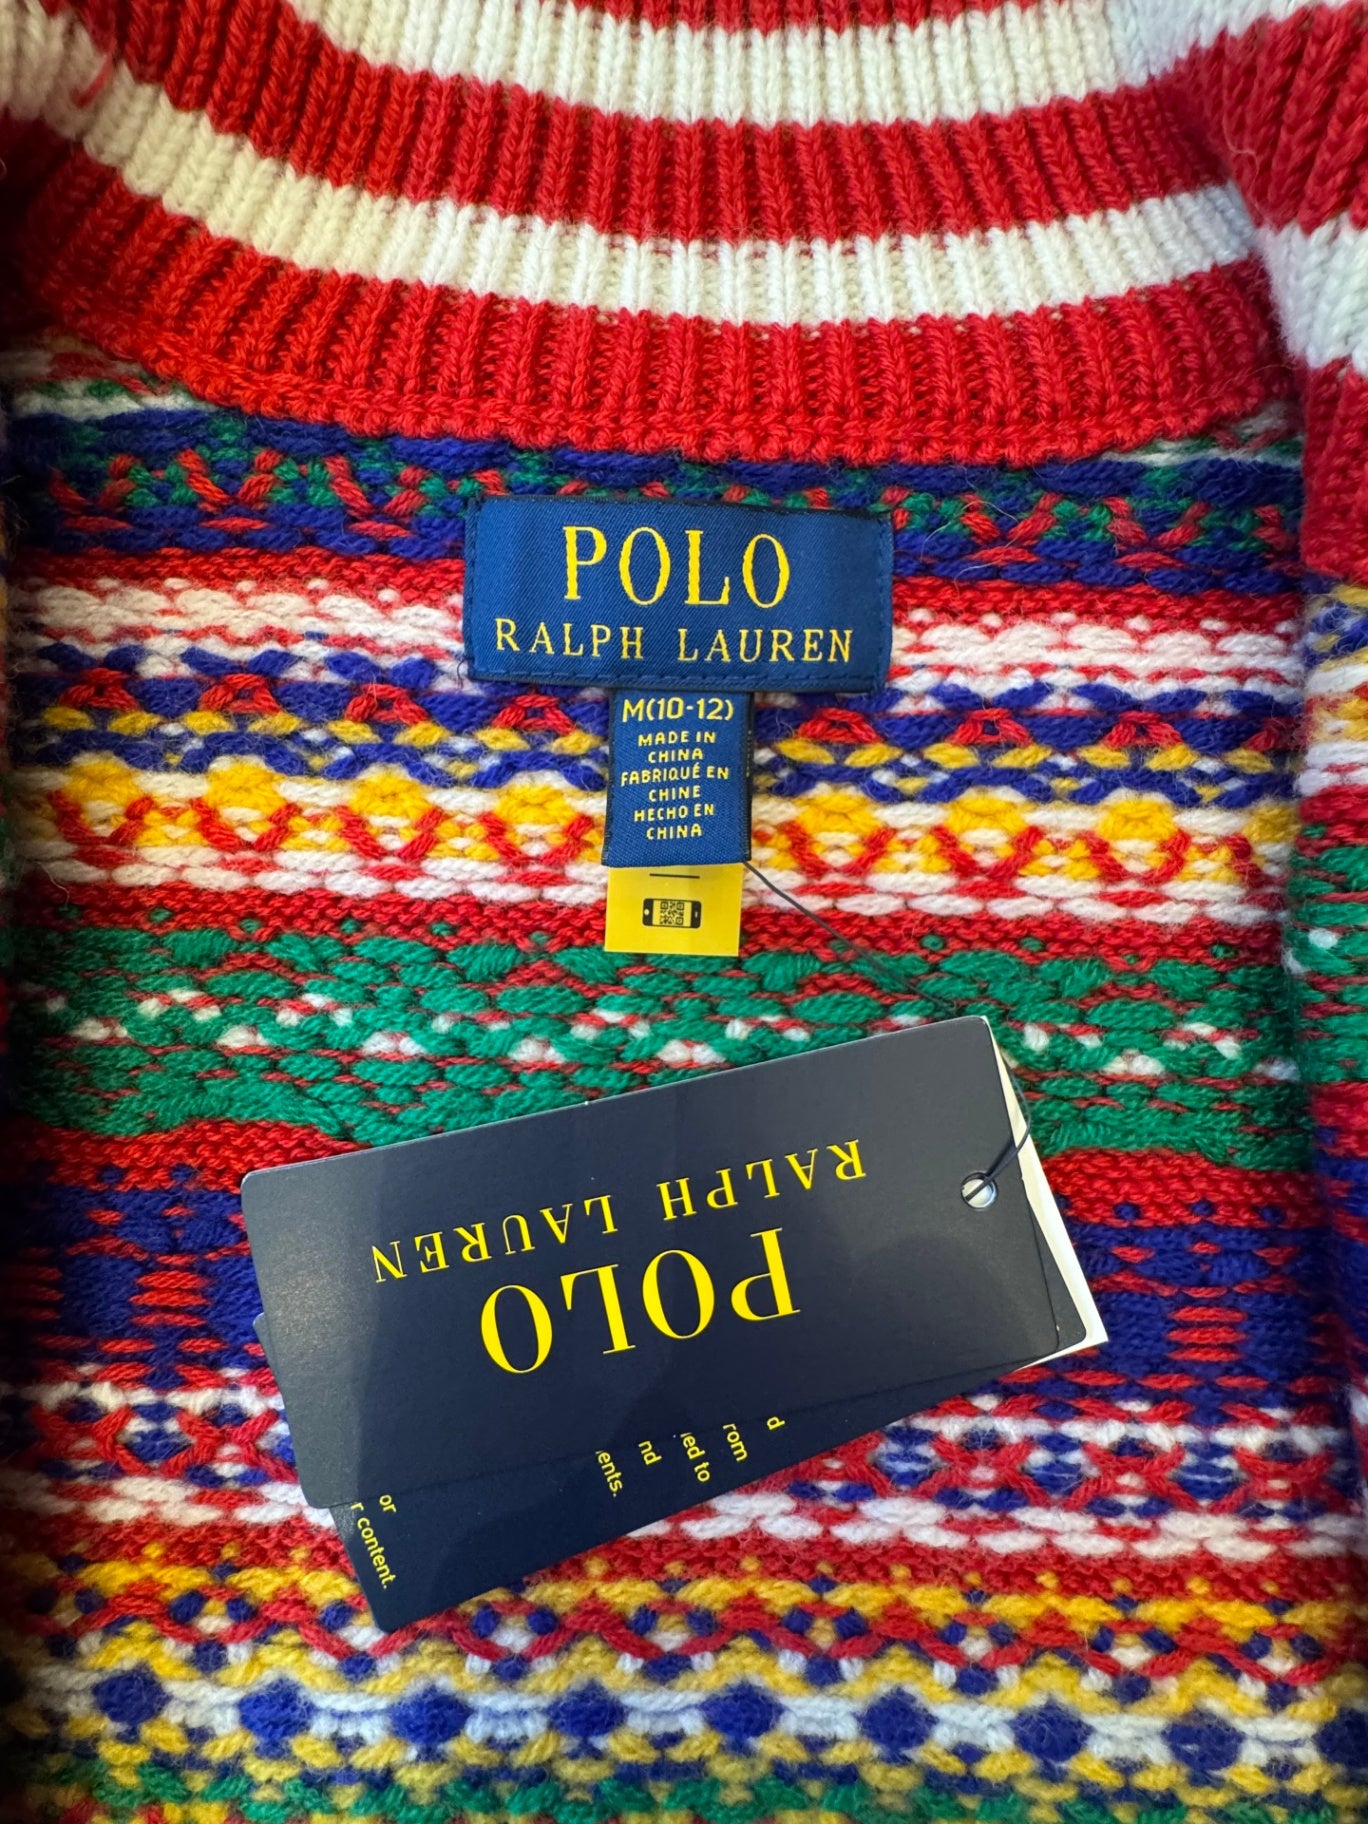 POLO
RALPH LAUREN
M(10-12)
MADE IN
CHINA
FABRIQUÉ EN
CHINE
HECHO EN
CHINA
POLO
RALPH LAUREN
d
rom
ed to
nd
ents.
or
r content.